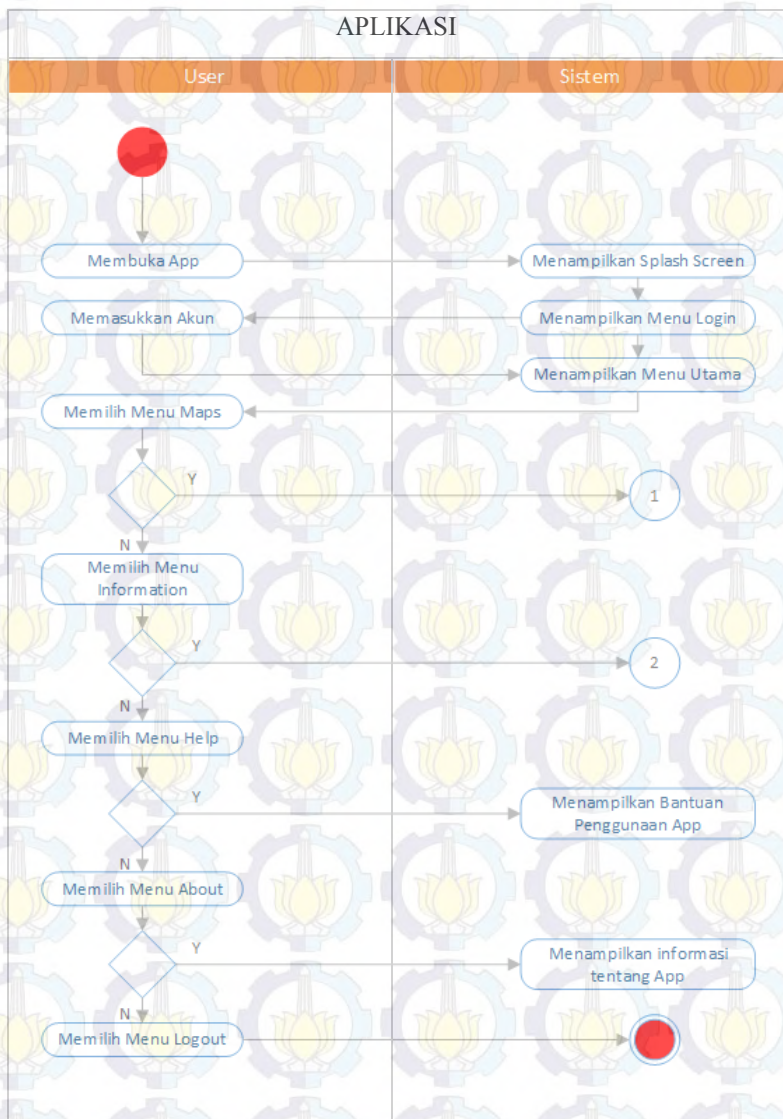 APLIKASI
User
Sistem
Membuka App
Menampilkan Splash Screen
Memasukkan Akun
Menampilkan Menu Login
Menampilkan Menu Utama
Memilih Menu Maps
Y
1
N
Memilih Menu
Information
Y
2
N
Memilih Menu Help
Y
Menampilkan Bantuan
Penggunaan App
N
Memilih Menu About
Y
Menampilkan informasi
tentang App
N
Memilih Menu Logout